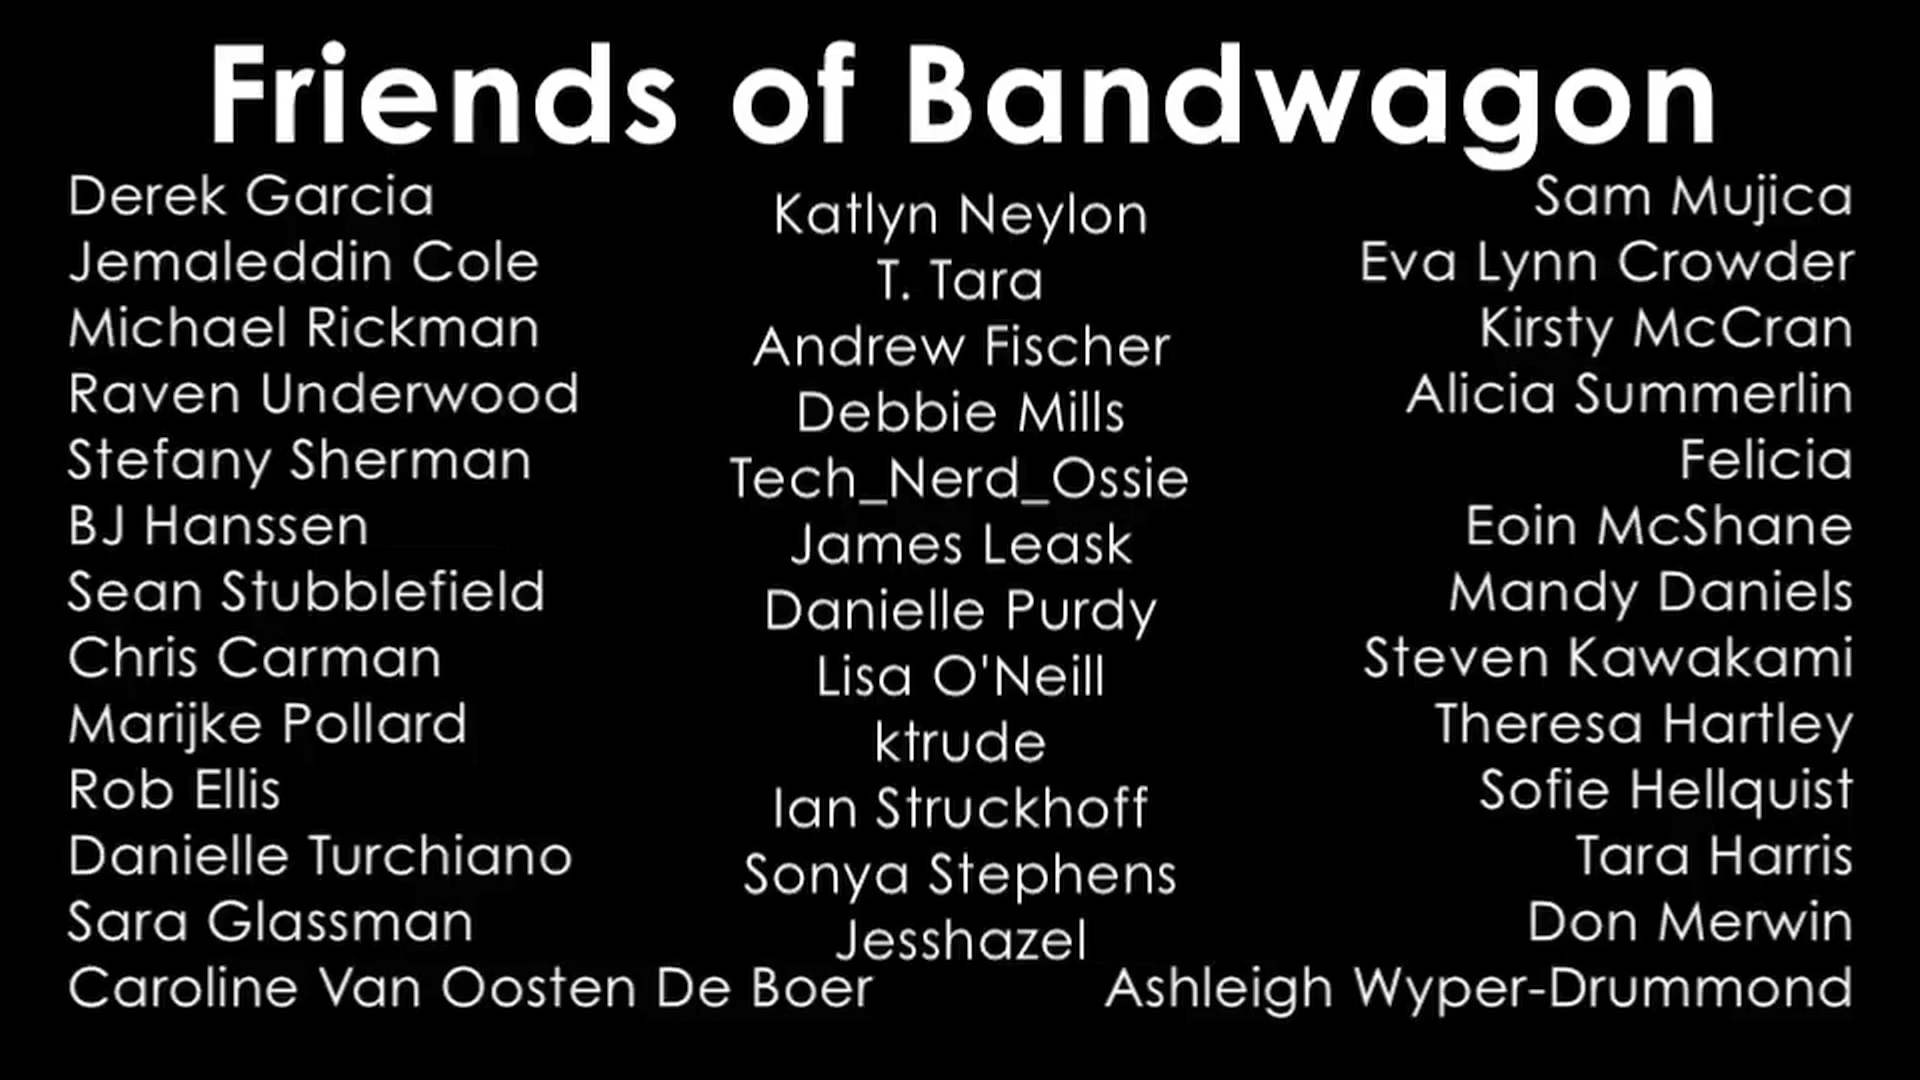 Friends of Bandwagon
Derek Garcia
Jemaleddin Cole
Michael Rickman
Raven Underwood
Stefany Sherman
BJ Hanssen
Sean Stubblefield
Chris Carman
Marijke Pollard
Rob Ellis
Danielle Turchiano
Sara Glassman
Caroline Van Oosten De Boer
Katlyn Neylon
T. Tara
Andrew Fischer
Debbie Mills
Tech_Nerd_Ossie
James Leask
Danielle Purdy
Lisa O'Neill
ktrude
Ian Struckhoff
Sonya Stephens
Jesshazel
Sam Mujica
Eva Lynn Crowder
Kirsty McCran
Alicia Summerlin
Felicia
Eoin McShane
Mandy Daniels
Steven Kawakami
Theresa Hartley
Sofie Hellquist
Tara Harris
Don Merwin
Ashleigh Wyper-Drummond